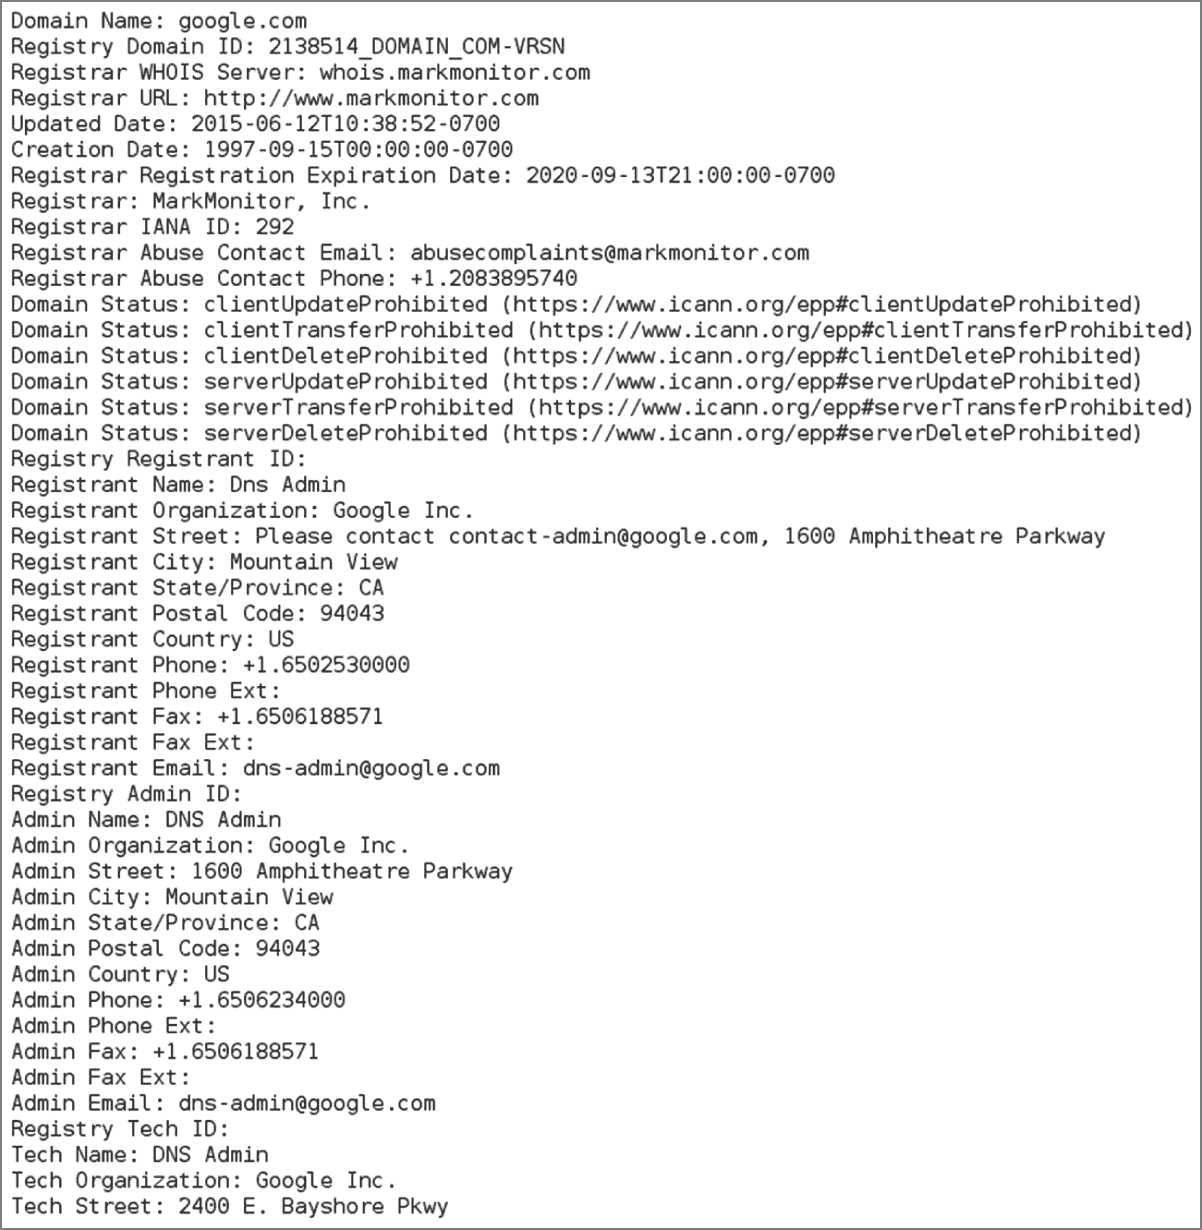 Domain Name: google.com
Registry Domain ID: 2138514_DOMAIN_COM-VRSN
Registrar WHOIS Server: whois.markmonitor.com
Registrar URL: http://www.markmonitor.com
Updated Date: 2015-06-12T10:38:52-0700
Creation Date: 1997-09-15T00:00:00-0700
Registrar Registration Expiration Date: 2020-09-13T21:00:00-0700
Registrar: MarkMonitor, Inc.
Registrar IANA ID: 292
Registrar Abuse Contact Email: abusecomplaints@markmonitor.com
Registrar Abuse Contact Phone: +1.2083895740
Domain Status: clientUpdateProhibited (https://www.icann.org/epp#clientUpdateProhibited)
Domain Status: clientTransferProhibited (https://www.icann.org/epp#clientTransferProhibited)
Domain Status: clientDeleteProhibited (https://www.icann.org/epp#clientDeleteProhibited)
Domain Status: serverUpdateProhibited (https://www.icann.org/epp#serverUpdateProhibited)
Domain Status: serverTransferProhibited (https://www.icann.org/epp#serverTransferProhibited)
Domain Status: serverDeleteProhibited (https://www.icann.org/epp#serverDeleteProhibited)
Registry Registrant ID:
Registrant Name: Dns Admin
Registrant Organization: Google Inc.
Registrant Street: Please contact contact-admin@google.com, 1600 Amphitheatre Parkway
Registrant City: Mountain View
Registrant State/Province: CA
Registrant Postal Code: 94043
Registrant Country: US
Registrant Phone: +1.6502530000
Registrant Phone Ext:
Registrant Fax: +1.6506188571
Registrant Fax Ext:
Registrant Email: dns-admin@google.com
Registry Admin ID:
Admin Name: DNS Admin
Admin Organization: Google Inc.
Admin Street: 1600 Amphitheatre Parkway
Admin City: Mountain View
Admin State/Province: CA
Admin Postal Code: 94043
Admin Country: US
Admin Phone: +1.6506234000
Admin Phone Ext:
Admin Fax: +1.6506188571
Admin Fax Ext:
Admin Email: dns-admin@google.com
Registry Tech ID:
Tech Name: DNS Admin
Tech Organization: Google Inc.
Tech Street: 2400 E. Bayshore Pkwy